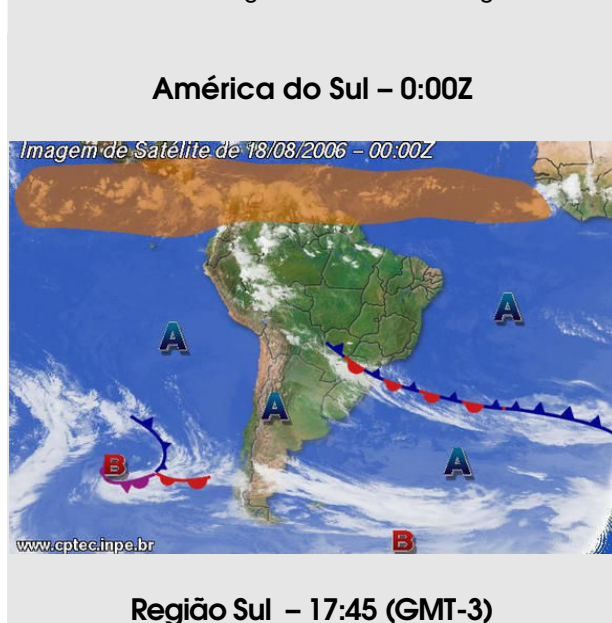 América do Sul – 0:00Z
Imagem de Satélite de 18/08/2006 – 00:00Z
A
A
A
A
B
B
www.cptec.inpe.br
Região Sul – 17:45 (GMT-3)